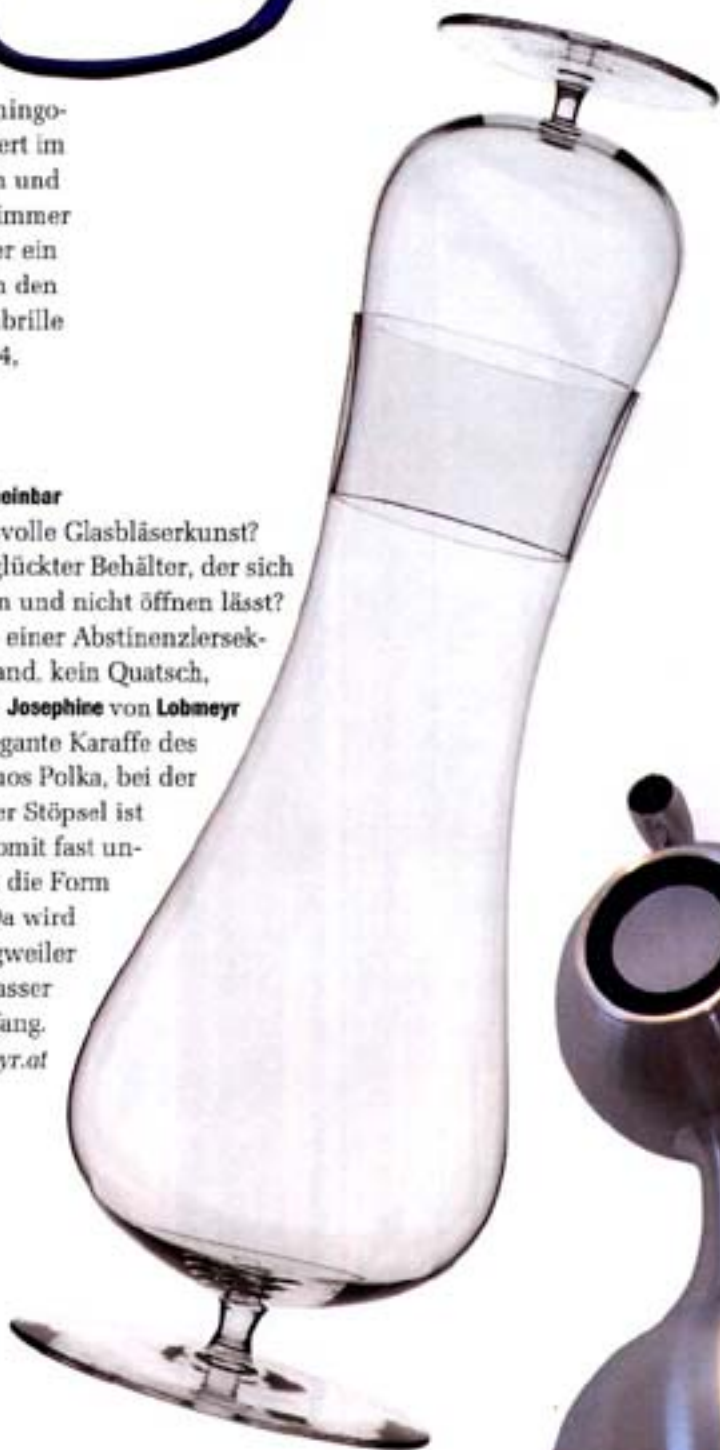 ningo-
ert im
n und
immer
er ein
n den
brille
4,
einbar
volle Glasbläserkunst?
glückter Behälter, der sich
n und nicht öffnen lässt?
einer Abstinenzlersek-
and, kein Quatsch,
Josephine von Lobmeyr
gante Karaffe des
nos Polka, bei der
er Stöpsel ist
omit fast un-
die Form
Da wird
gweiler
asser
fang.
yr.at